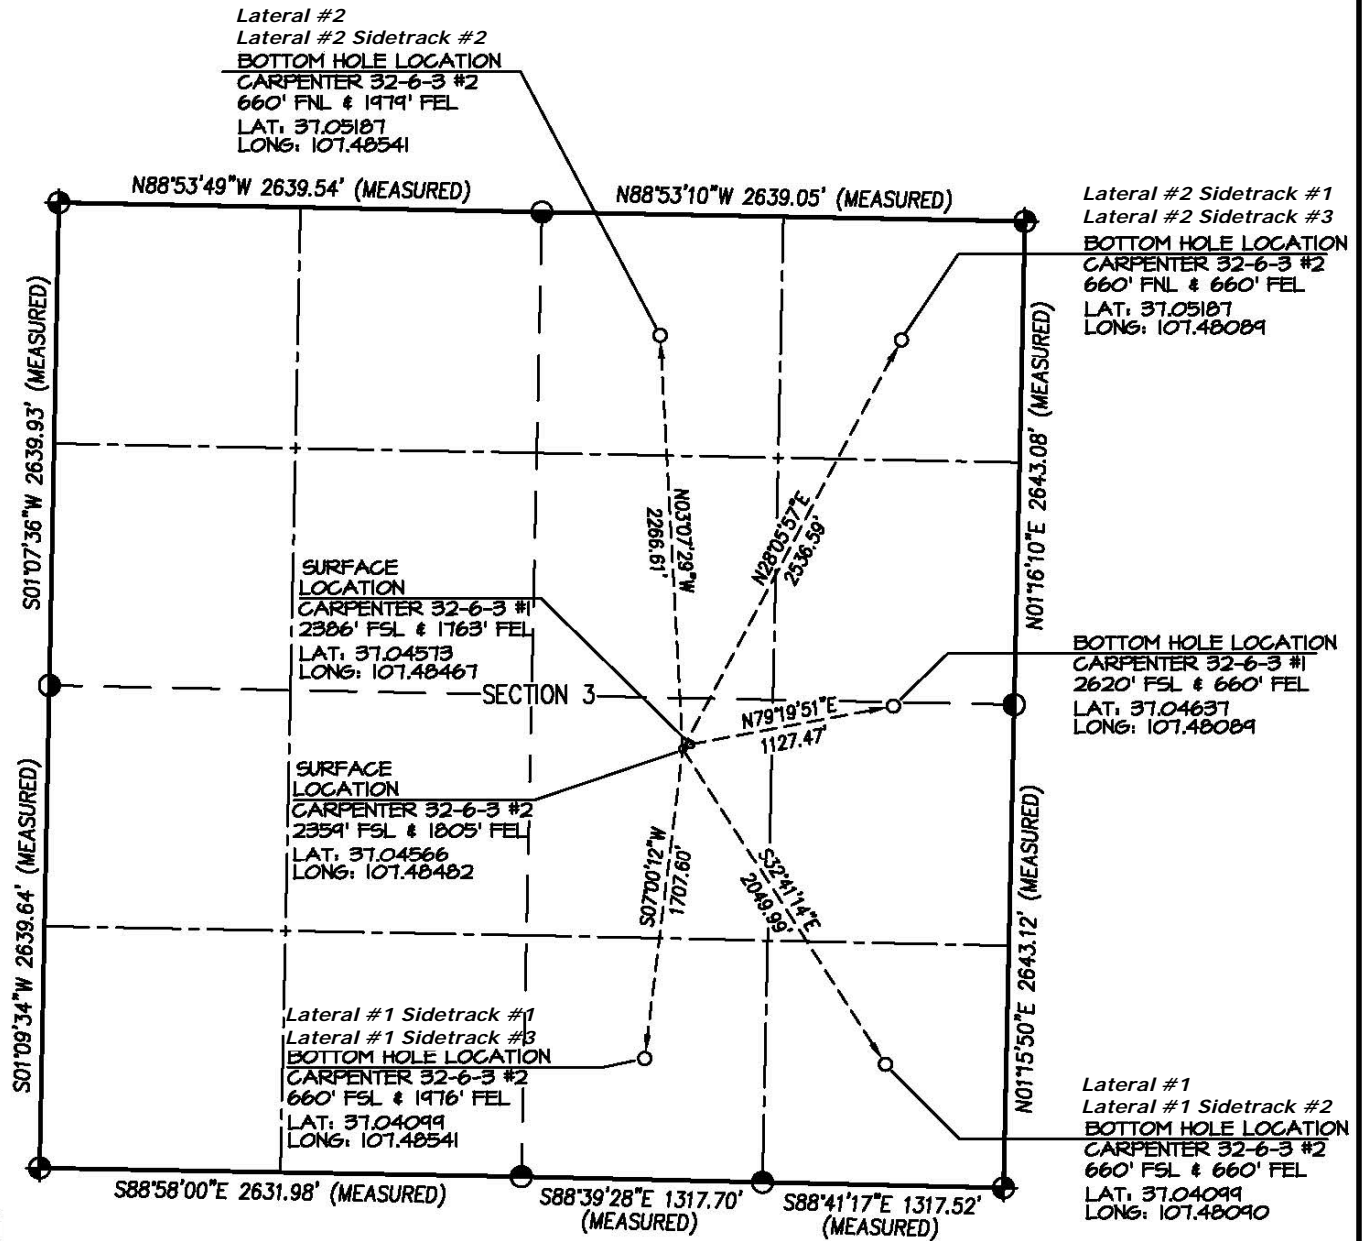 Lateral #2
Lateral #2 Sidetrack #2
BOTTOM HOLE LOCATION
CARPENTER 32-6-3 #2
660' FNL & 1979' FEL
LAT: 37.05187
LONG: 107.48541
N88°53'49"W 2639.54' (MEASURED)
N88°53'10"W 2639.05' (MEASURED)
Lateral #2 Sidetrack #1
Lateral #2 Sidetrack #3
BOTTOM HOLE LOCATION
CARPENTER 32-6-3 #2
660' FNL & 660' FEL
LAT: 37.05187
LONG: 107.48089
S01°07'36"W 2639.93' (MEASURED)
N01°16'10"E 2643.08' (MEASURED)
N03°07'29"W
2266.61'
N28°05'57"E
2536.59'
SURFACE
LOCATION
CARPENTER 32-6-3 #1
2386' FSL & 1763' FEL
LAT: 37.04573
LONG: 107.48467
SECTION 3
BOTTOM HOLE LOCATION
CARPENTER 32-6-3 #1
2620' FSL & 660' FEL
LAT: 37.04637
LONG: 107.48089
N79°19'51"E
1127.47'
SURFACE
LOCATION
CARPENTER 32-6-3 #2
2359' FSL & 1805' FEL
LAT: 37.04566
LONG: 107.48482
S01°09'34"W 2639.64' (MEASURED)
S07°00'12"W
1707.60'
S32°41'14"E
2049.99'
N01°15'50"E 2643.12' (MEASURED)
Lateral #1 Sidetrack #1
Lateral #1 Sidetrack #3
BOTTOM HOLE LOCATION
CARPENTER 32-6-3 #2
660' FSL & 1976' FEL
LAT: 37.04099
LONG: 107.48541
Lateral #1
Lateral #1 Sidetrack #2
BOTTOM HOLE LOCATION
CARPENTER 32-6-3 #2
660' FSL & 660' FEL
LAT: 37.04099
LONG: 107.48090
S88°58'00"E 2631.98' (MEASURED)
S88°39'28"E 1317.70'
(MEASURED)
S88°41'17"E 1317.52'
(MEASURED)